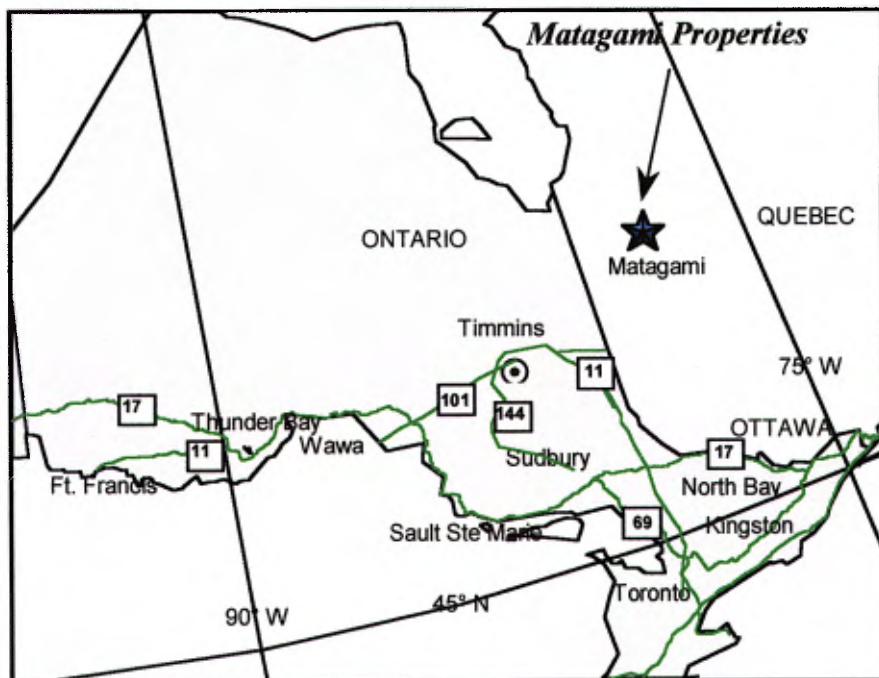 Matagami Properties
QUEBEC
ONTARIO
Matagami
Timmins
75° W
11
101
17
144
Thunder Bay
OTTAWA
Wawa
11
17
Sudbury
Ft. Francis
North Bay
69
Kingston
Sault Ste Marie
Toronto
45° N
90° W